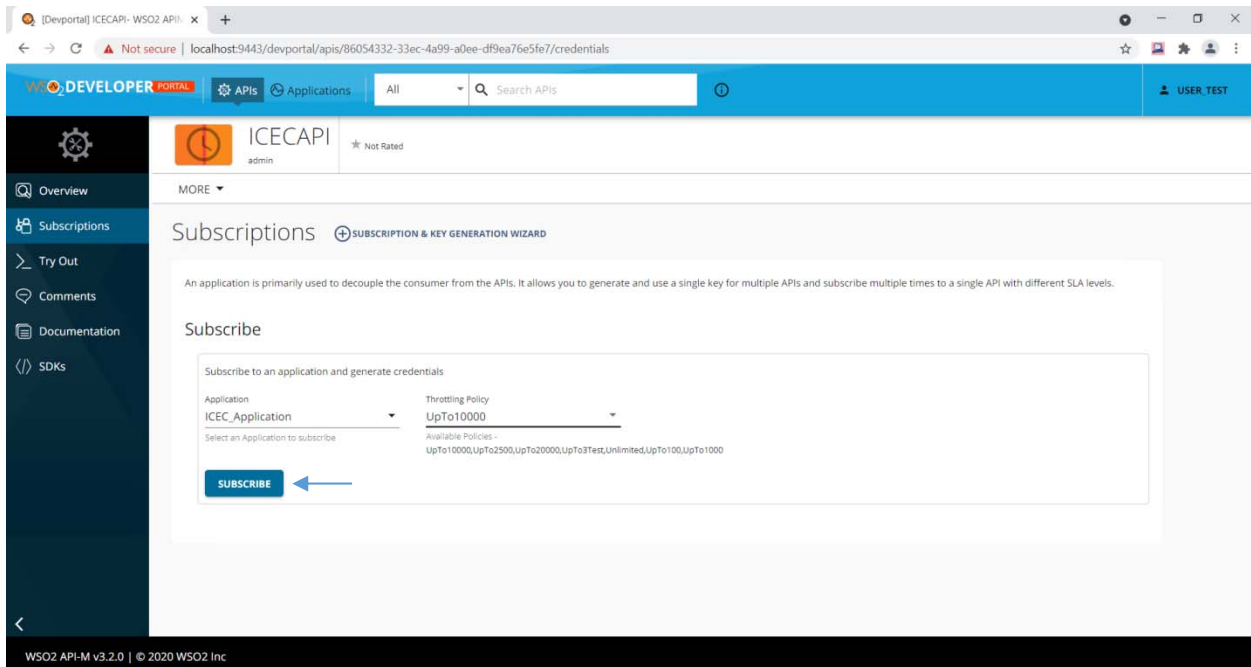 [Devportal] ICECAPI- WSO2 APIM
Not secure | localhost:9443/devportal/apis/86054332-33ec-4a99-a0ee-df9ea76e5fe7/credentials
WSO2 DEVELOPER PORTAL
APIs
Applications
All
Search APIs
USER_TEST
ICECAPI
admin
Not Rated
Overview
Subscriptions
Try Out
Comments
Documentation
SDKs
MORE
Subscriptions
SUBSCRIPTION & KEY GENERATION WIZARD
An application is primarily used to decouple the consumer from the APIs. It allows you to generate and use a single key for multiple APIs and subscribe multiple times to a single API with different SLA levels.
Subscribe
Subscribe to an application and generate credentials
Application
ICEC_Application
Select an Application to subscribe
Throttling Policy
UpTo10000
Available Policies -
UpTo10000,UpTo2500,UpTo20000,UpTo3Test,Unlimited,UpTo100,UpTo1000
SUBSCRIBE
WSO2 API-M v3.2.0 | © 2020 WSO2 Inc